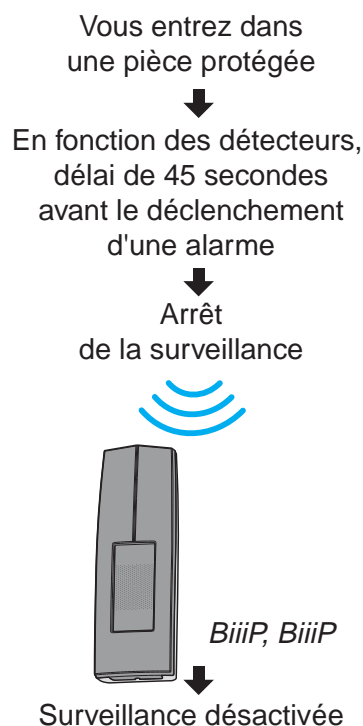 Vous entrez dans
une pièce protégée
En fonction des détecteurs,
délai de 45 secondes
avant le déclenchement
d'une alarme
Arrêt
de la surveillance
BiiiP, BiiiP
Surveillance désactivée